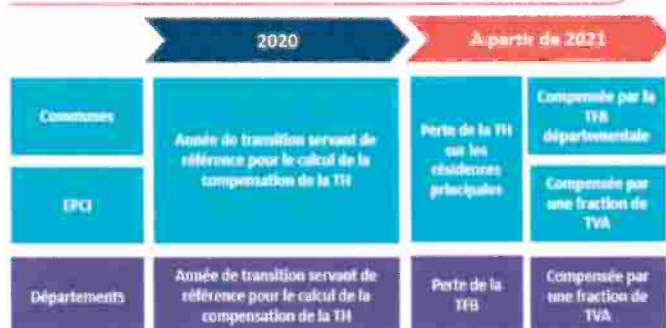 2020
A partir de 2021
Communes
Année de transition servant de
référence pour le calcul de la
compensation de la TH
Perte de la TH
sur les
résidences
principales
Compensée par la
TFB
départementale
EPCI
Compensée par
une fraction de
TVA
Départements
Année de transition servant de
référence pour le calcul de la
compensation de la TH
Perte de la
TFB
Compensée par
une fraction de
TVA